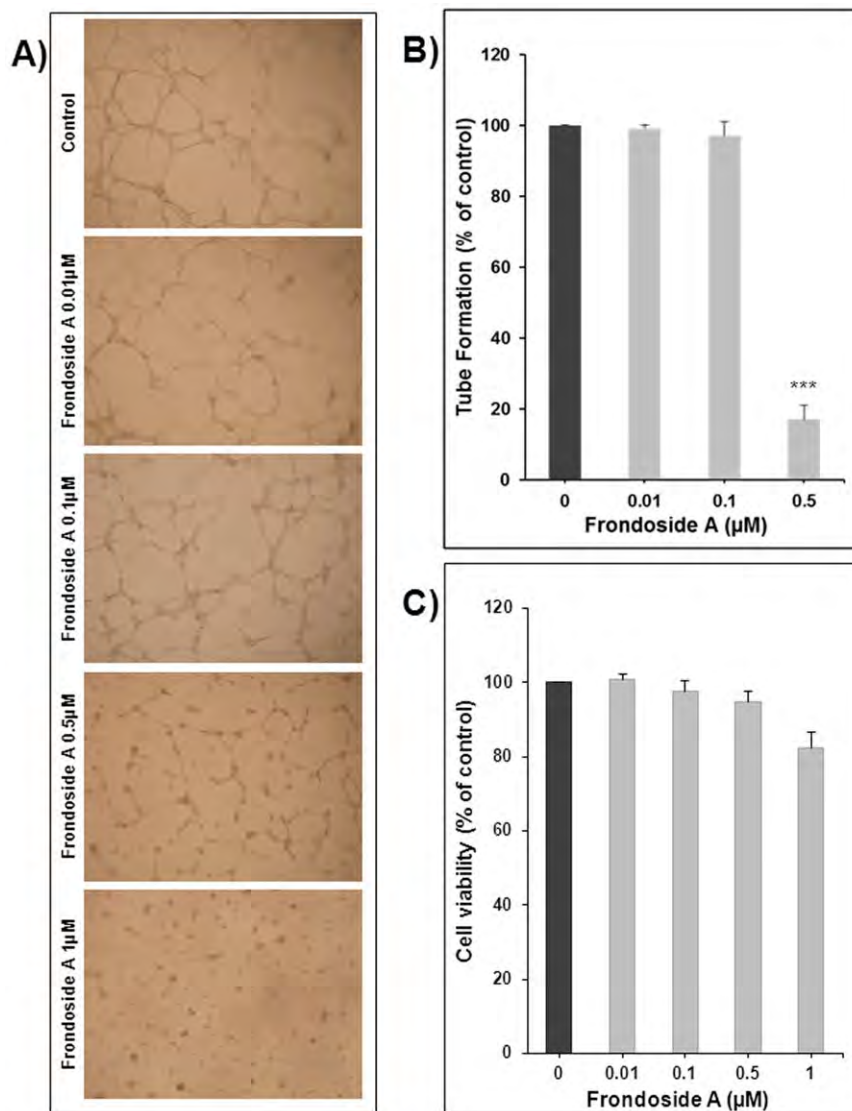 A)
Control
Frondoside A 0.01µM
Frondoside A 0.1µM
Frondoside A 0.5µM
Frondoside A 1µM
B)
Tube Formation (% of control)
120
100
80
60
40
20
0
***
0 0.01 0.1 0.5
Frondoside A (µM)
C)
Cell viability (% of control)
120
100
80
60
40
20
0
0 0.01 0.1 0.5 1
Frondoside A (µM)